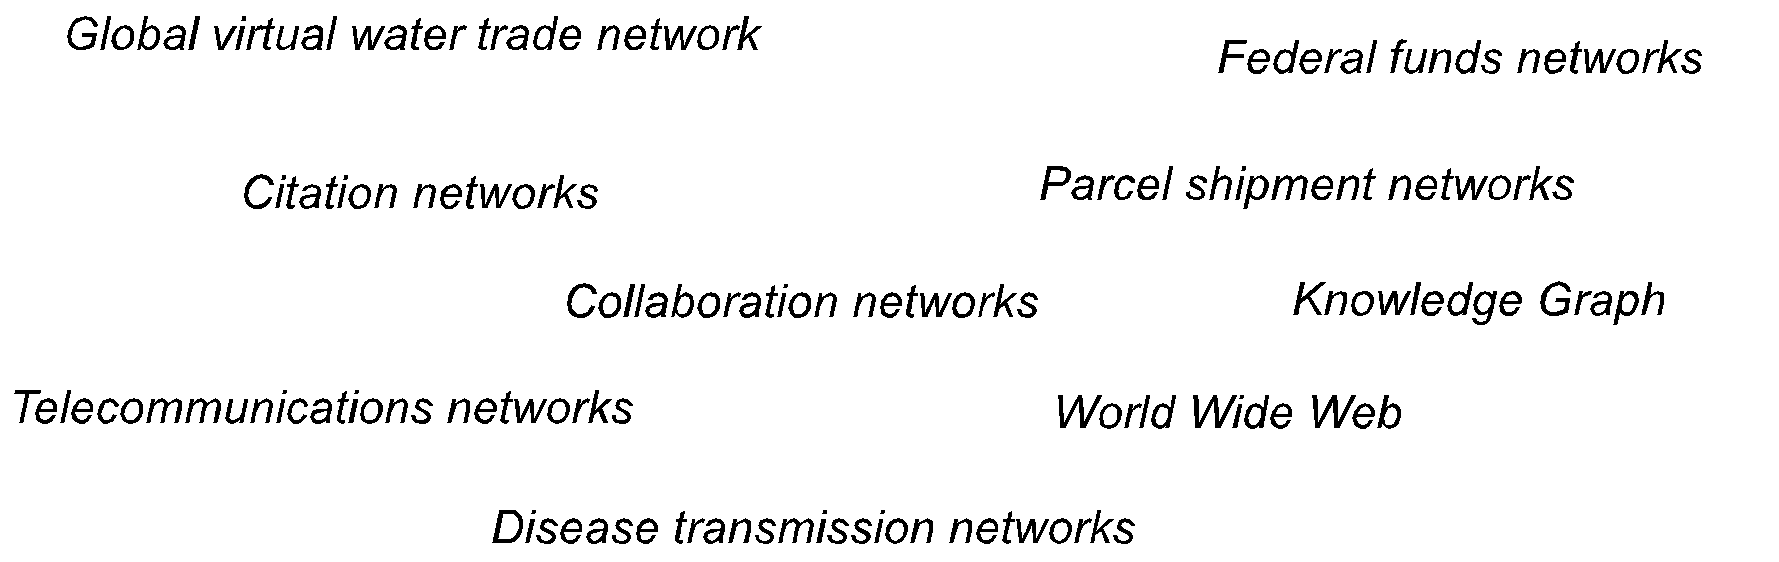 Global virtual water trade network
Federal funds networks
Citation networks
Parcel shipment networks
Collaboration networks
Knowledge Graph
Telecommunications networks
World Wide Web
Disease transmission networks